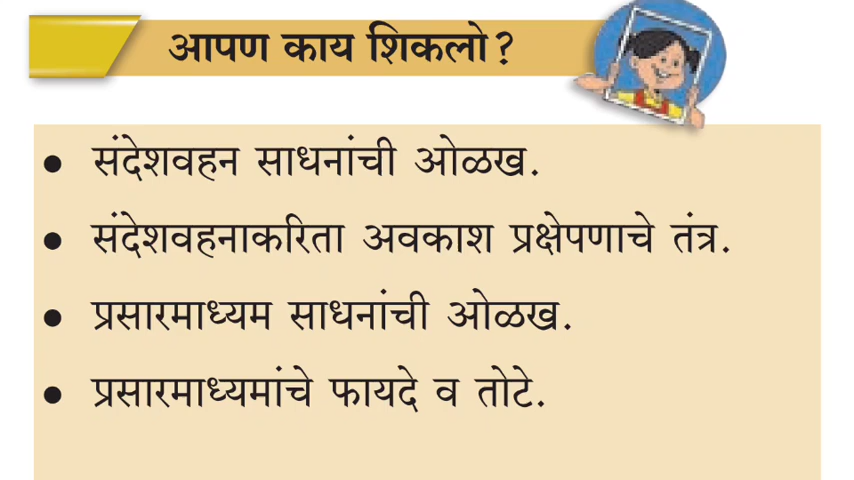 आपण काय शिकलो?
• संदेशवहन साधनांची ओळख.
• संदेशवहनाकरिता अवकाश प्रक्षेपणाचे तंत्र.
• प्रसारमाध्यम साधनांची ओळख.
• प्रसारमाध्यमांचे फायदे व तोटे.